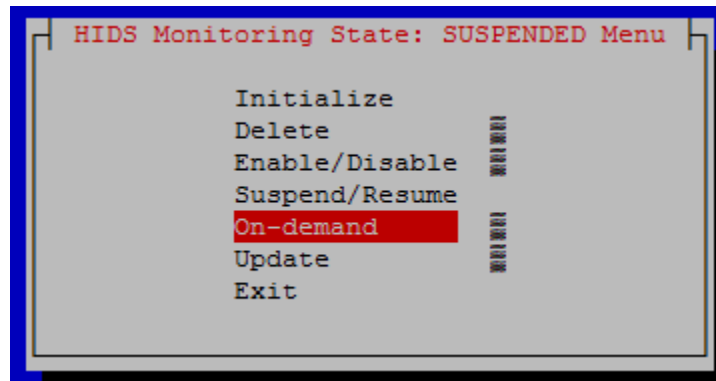 HIDS Monitoring State: SUSPENDED Menu
Initialize
Delete
Enable/Disable
Suspend/Resume
On-demand
Update
Exit